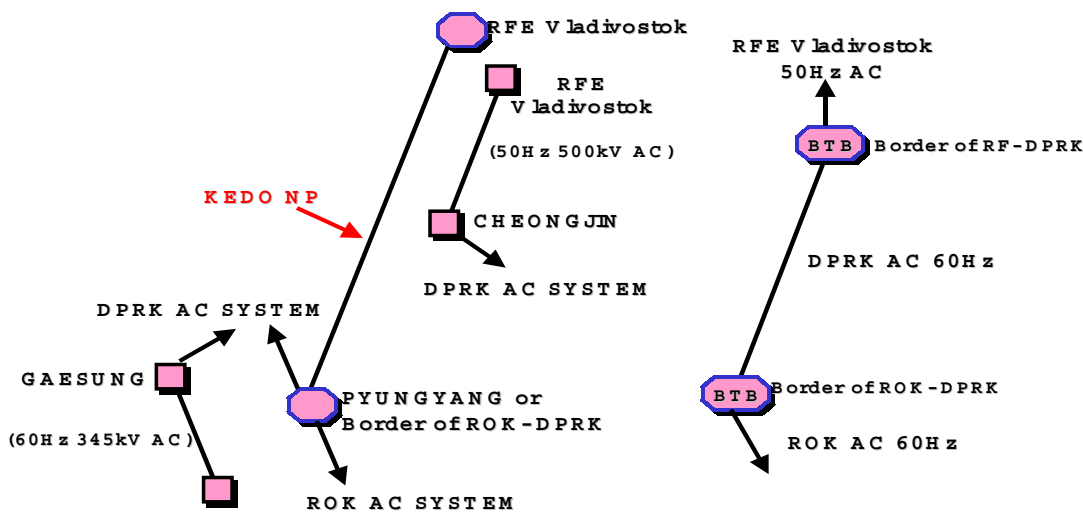 RFE Vladivostok
RFE
Vladivostok
(50Hz 500kV AC)
KEDO NP
CHEONGJIN
DPRK AC SYSTEM
DPRK AC SYSTEM
GAESUNG
(60Hz 345kV AC)
PYUNGYANG or
Border of ROK-DPRK
ROK AC SYSTEM
RFE Vladivostok
50Hz AC
BTB
Border of RF-DPRK
DPRK AC 60Hz
BTB
Border of ROK-DPRK
ROK AC 60Hz